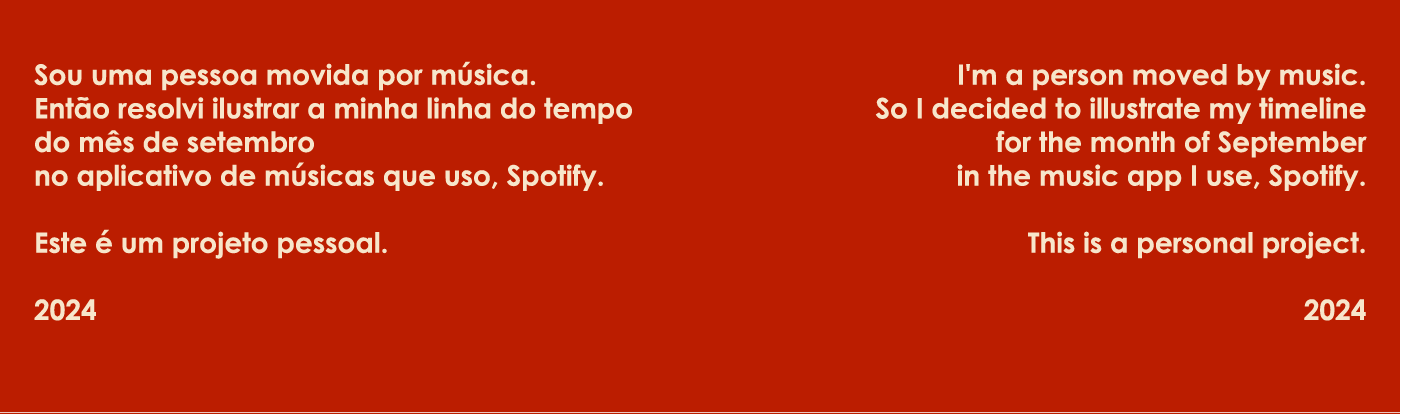 Sou uma pessoa movida por música.
Então resolvi ilustrar a minha linha do tempo
do mês de setembro
no aplicativo de músicas que uso, Spotify.
Este é um projeto pessoal.
2024
I'm a person moved by music.
So I decided to illustrate my timeline
for the month of September
in the music app I use, Spotify.
This is a personal project.
2024